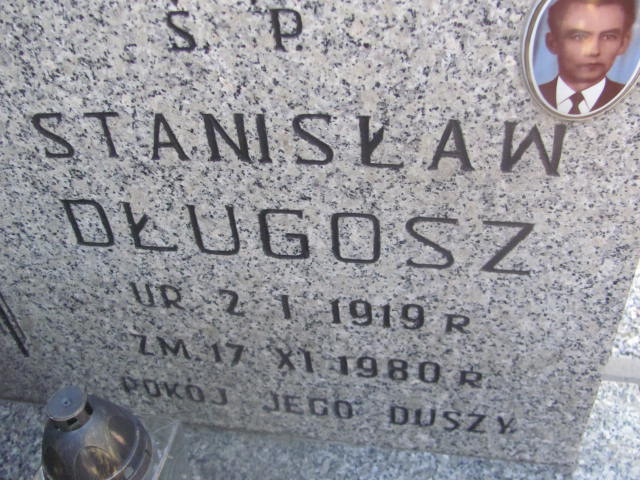 Ś. P.
STANISŁAW
DŁUGOSZ
UR 2 I 1919 R
ZM. 17 XI 1980 R
POKÓJ JEGO DUSZY